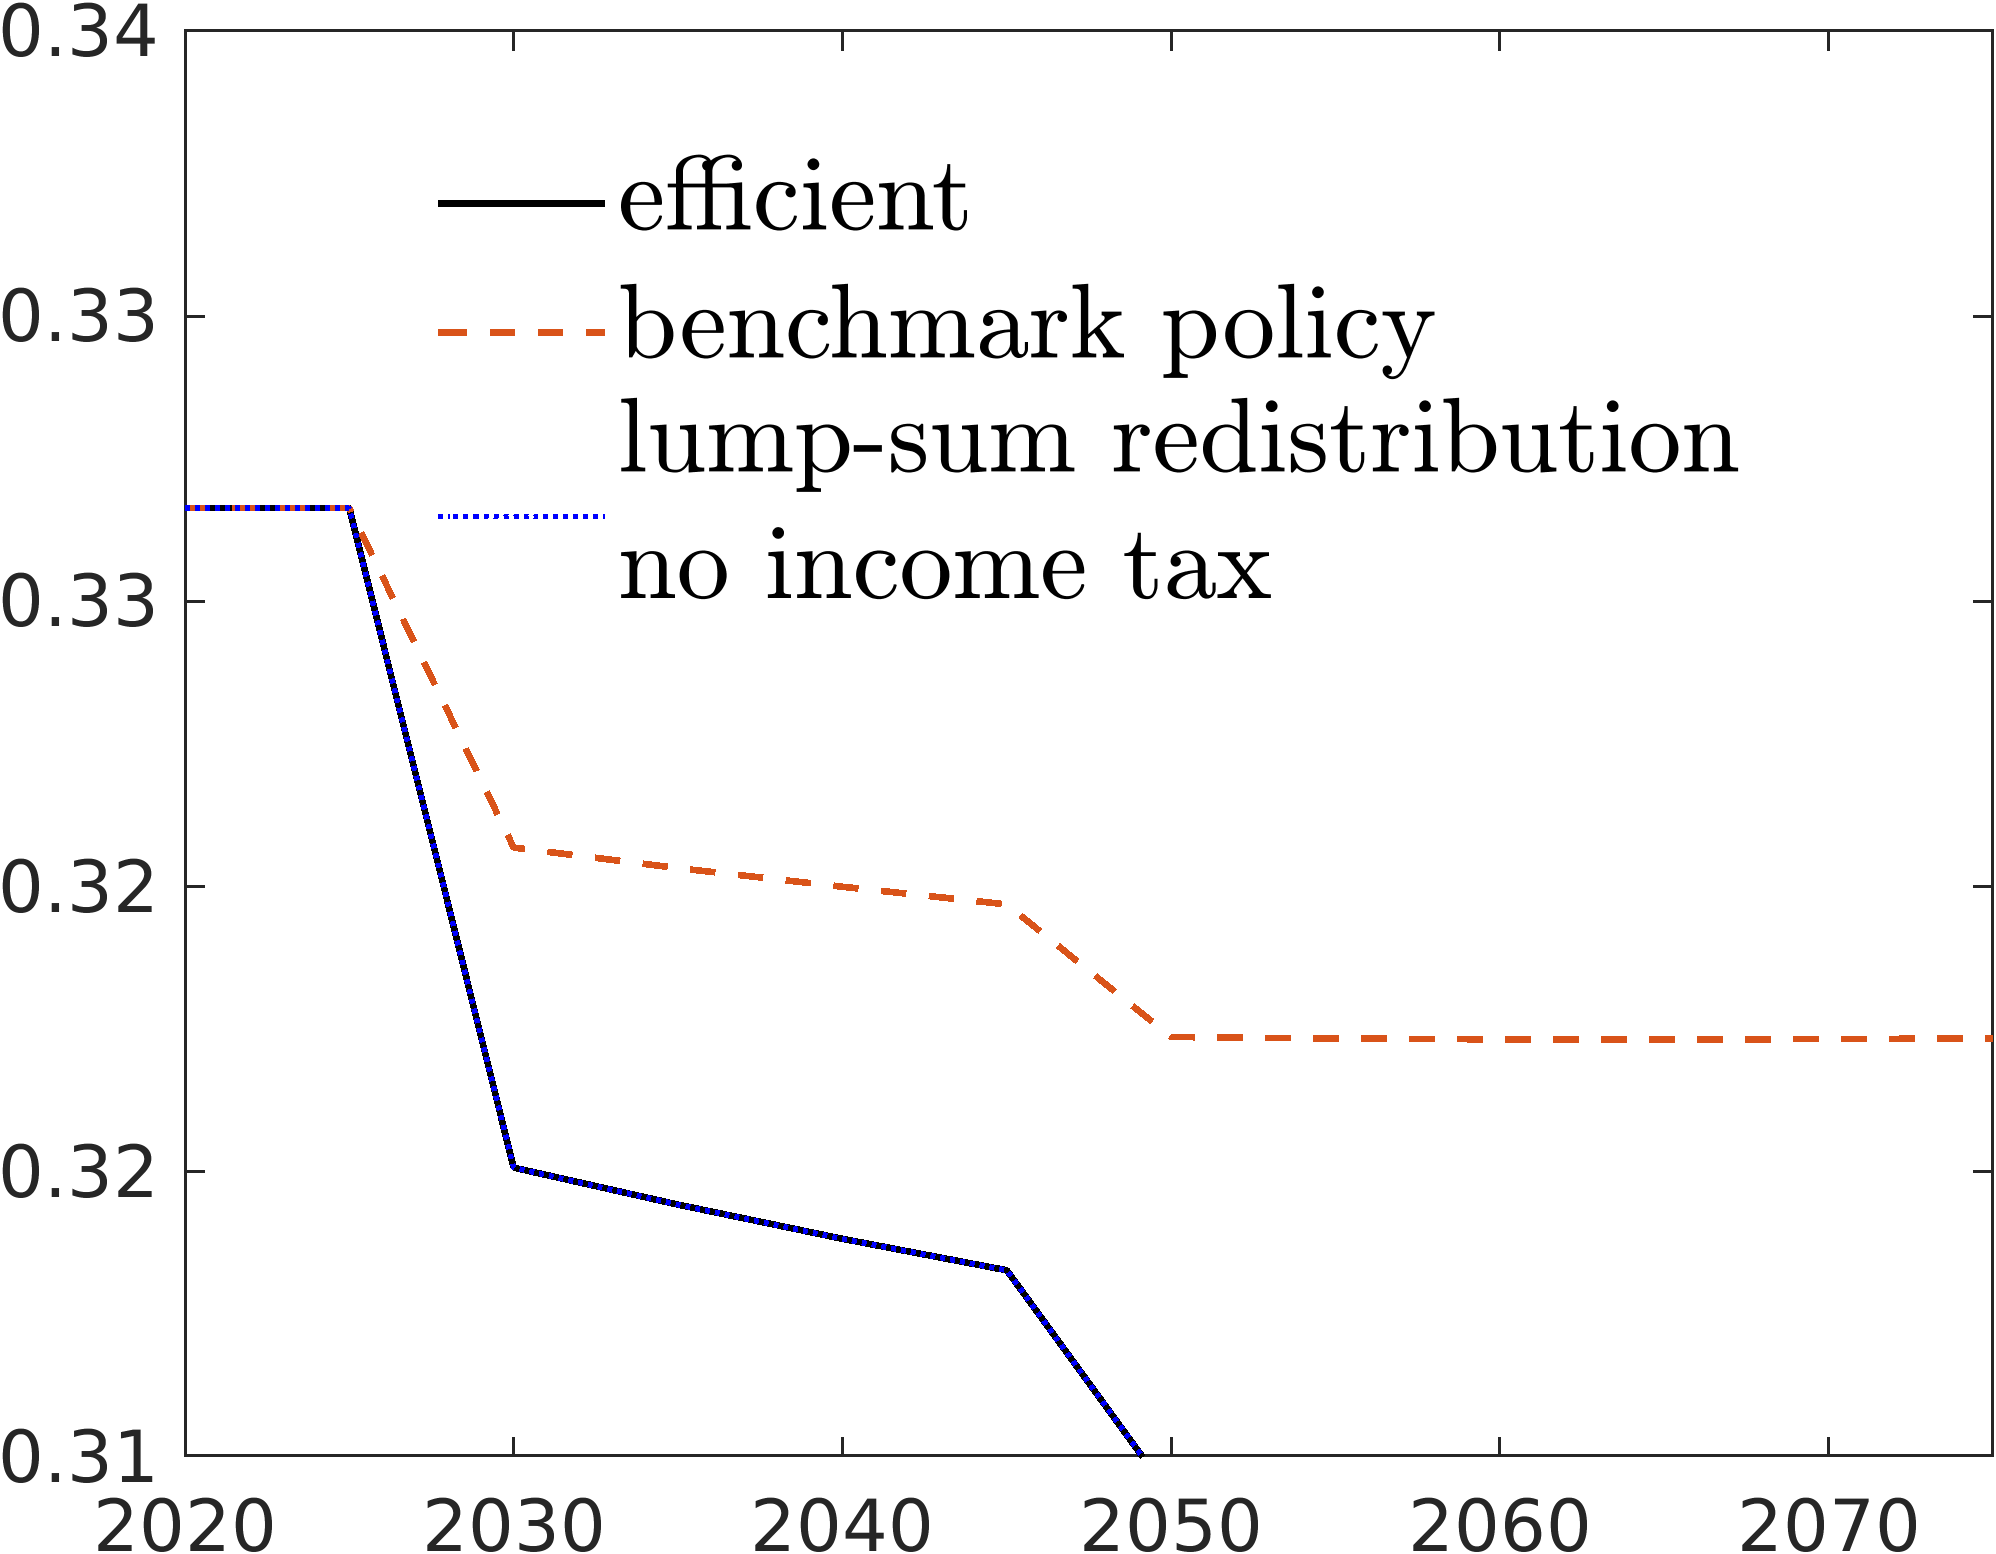 0.34
efficient
0.33
benchmark policy
lump-sum redistribution
no income tax
0.33
0.32
0.32
0.31
2020 2030 2040 2050 2060 2070